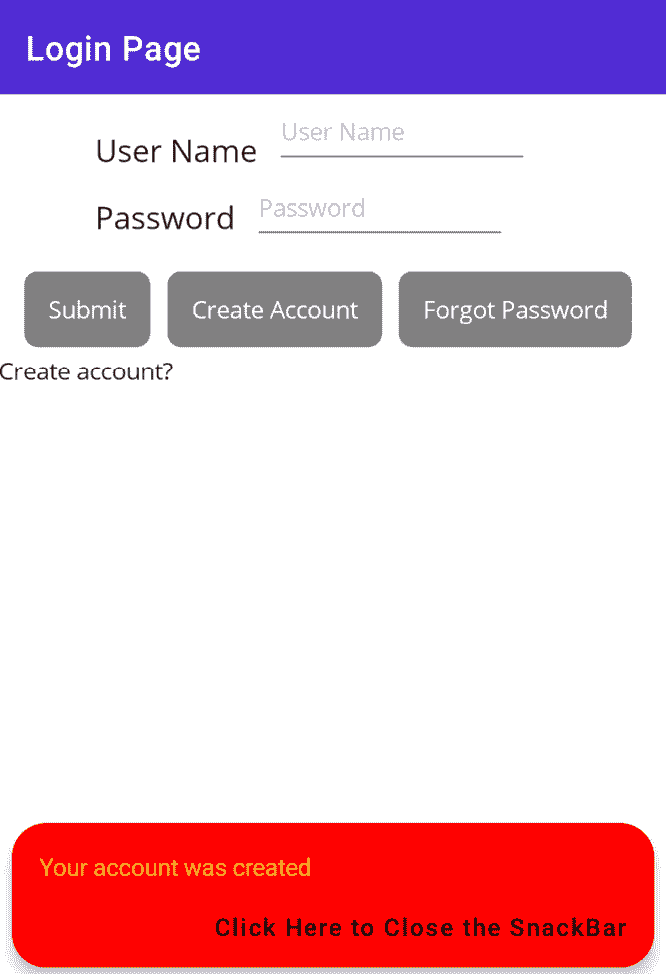 Login Page
User Name User Name
Password Password
Submit Create Account Forgot Password
Create account?
Your account was created
Click Here to Close the SnackBar